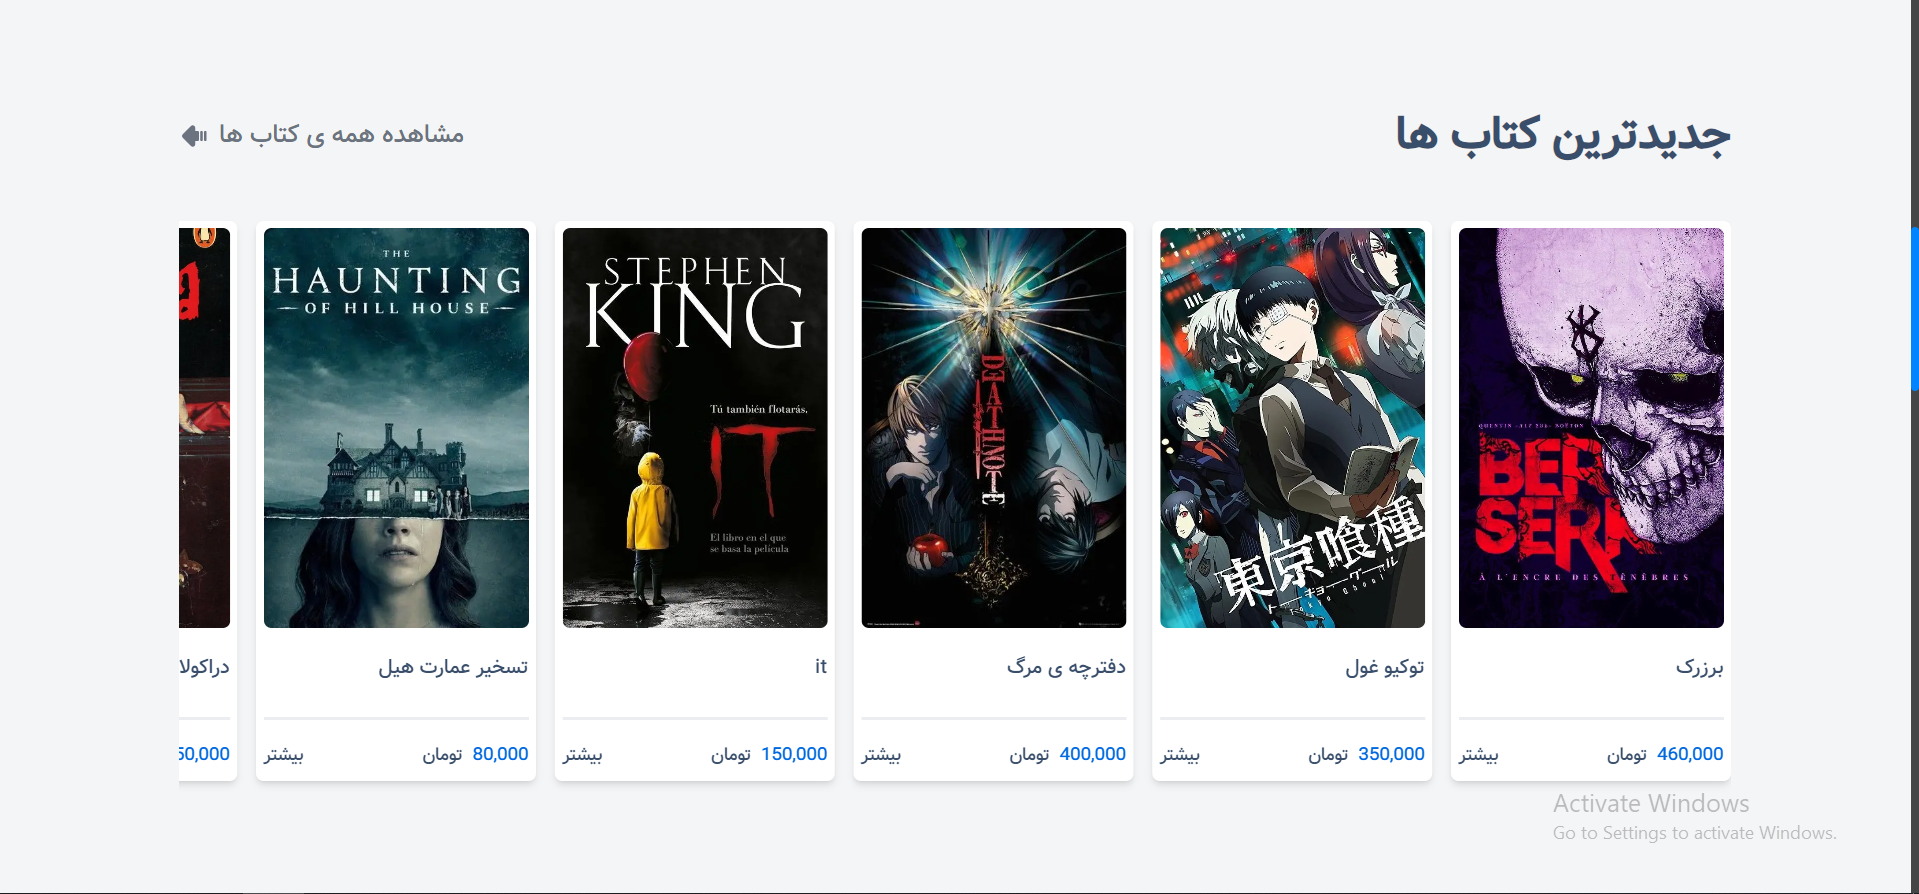 جدیدترین کتاب ها
مشاهده همه ی کتاب ها
QUENTIN «ALT 236» BOËTON
BERSERK
À L'ENCRE DES TÉNÈBRES
برزرک
460,000 تومان
بیشتر
東京喰種
トーキョーグール
Tokyo Ghoul
توکیو غول
350,000 تومان
بیشتر
DEATH NOTE
دفترچه ی مرگ
400,000 تومان
بیشتر
STEPHEN
KING
Tú también flotarás.
IT
El libro en el que
se basa la película
it
150,000 تومان
بیشتر
THE
HAUNTING
OF HILL HOUSE
تسخیر عمارت هیل
80,000 تومان
بیشتر
دراکولا
50,000
Activate Windows
Go to Settings to activate Windows.